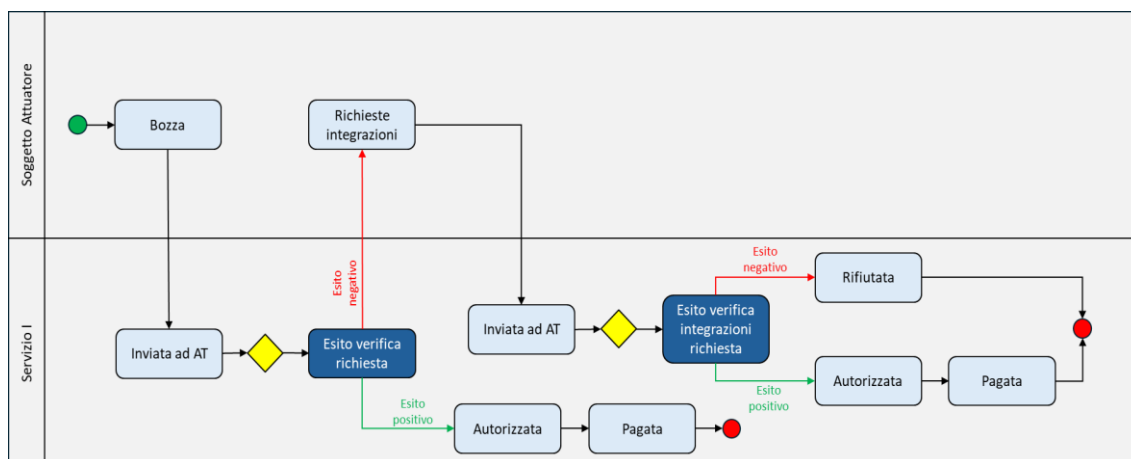 Soggetto Attuatore
Bozza
Richieste
integrazioni
Servizio I
Inviata ad AT
Esito verifica
richiesta
Esito
negativo
Esito
positivo
Autorizzata
Pagata
Inviata ad AT
Esito verifica
integrazioni
richiesta
Esito
negativo
Rifiutata
Esito
positivo
Autorizzata
Pagata